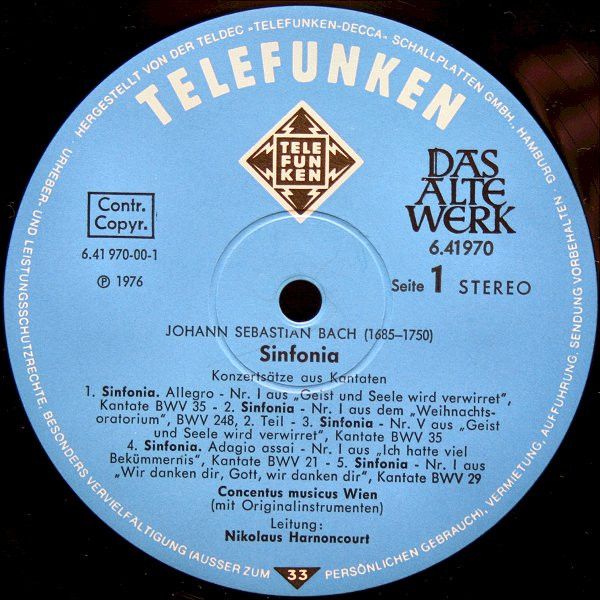 HERGESTELLT VON DER TELDEC »TELEFUNKEN-DECCA« SCHALLPLATTEN GMBH., HAMBURG · SENDUNG VORBEHALTEN
TELEFUNKEN
TELE
FUN
KEN
DAS
ALTE
WERK
6.41970
Contr.
Copyr.
6.41 970-00-1
Ⓟ 1976
Seite 1 STEREO
JOHANN SEBASTIAN BACH (1685–1750)
Sinfonia
Konzertsätze aus Kantaten
1. Sinfonia. Allegro - Nr. I aus „Geist und Seele wird verwirret",
Kantate BWV 35 - 2. Sinfonia - Nr. I aus dem „Weihnachts-
oratorium", BWV 248, 2. Teil - 3. Sinfonia - Nr. V aus „Geist
und Seele wird verwirret", Kantate BWV 35
4. Sinfonia. Adagio assai - Nr. I aus „Ich hatte viel
Bekümmernis", Kantate BWV 21 - 5. Sinfonia - Nr. I aus
„Wir danken dir, Gott, wir danken dir", Kantate BWV 29
Concentus musicus Wien
(mit Originalinstrumenten)
Leitung:
Nikolaus Harnoncourt
URHEBER- UND LEISTUNGSSCHUTZRECHTE. BESONDERS VERVIELFÄLTIGUNG (AUSSER ZUM PERSÖNLICHEN GEBRAUCH), VERMIETUNG, AUFFÜHRUNG.
33